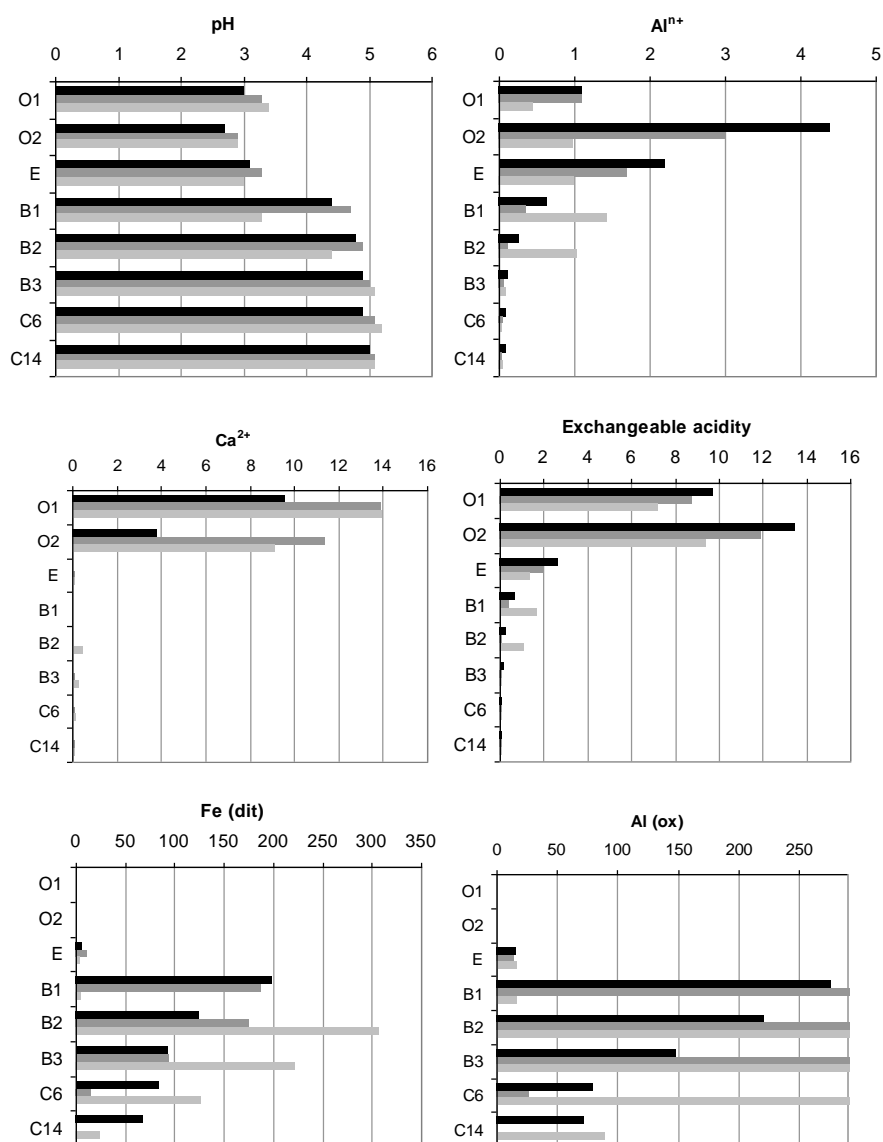 pH
0 1 2 3 4 5 6
O1
O2
E
B1
B2
B3
C6
C14
Alⁿ⁺
0 1 2 3 4 5
O1
O2
E
B1
B2
B3
C6
C14
Ca²⁺
0 2 4 6 8 10 12 14 16
O1
O2
E
B1
B2
B3
C6
C14
Exchangeable acidity
0 2 4 6 8 10 12 14 16
O1
O2
E
B1
B2
B3
C6
C14
Fe (dit)
0 50 100 150 200 250 300 350
O1
O2
E
B1
B2
B3
C6
C14
Al (ox)
0 50 100 150 200 250
O1
O2
E
B1
B2
B3
C6
C14